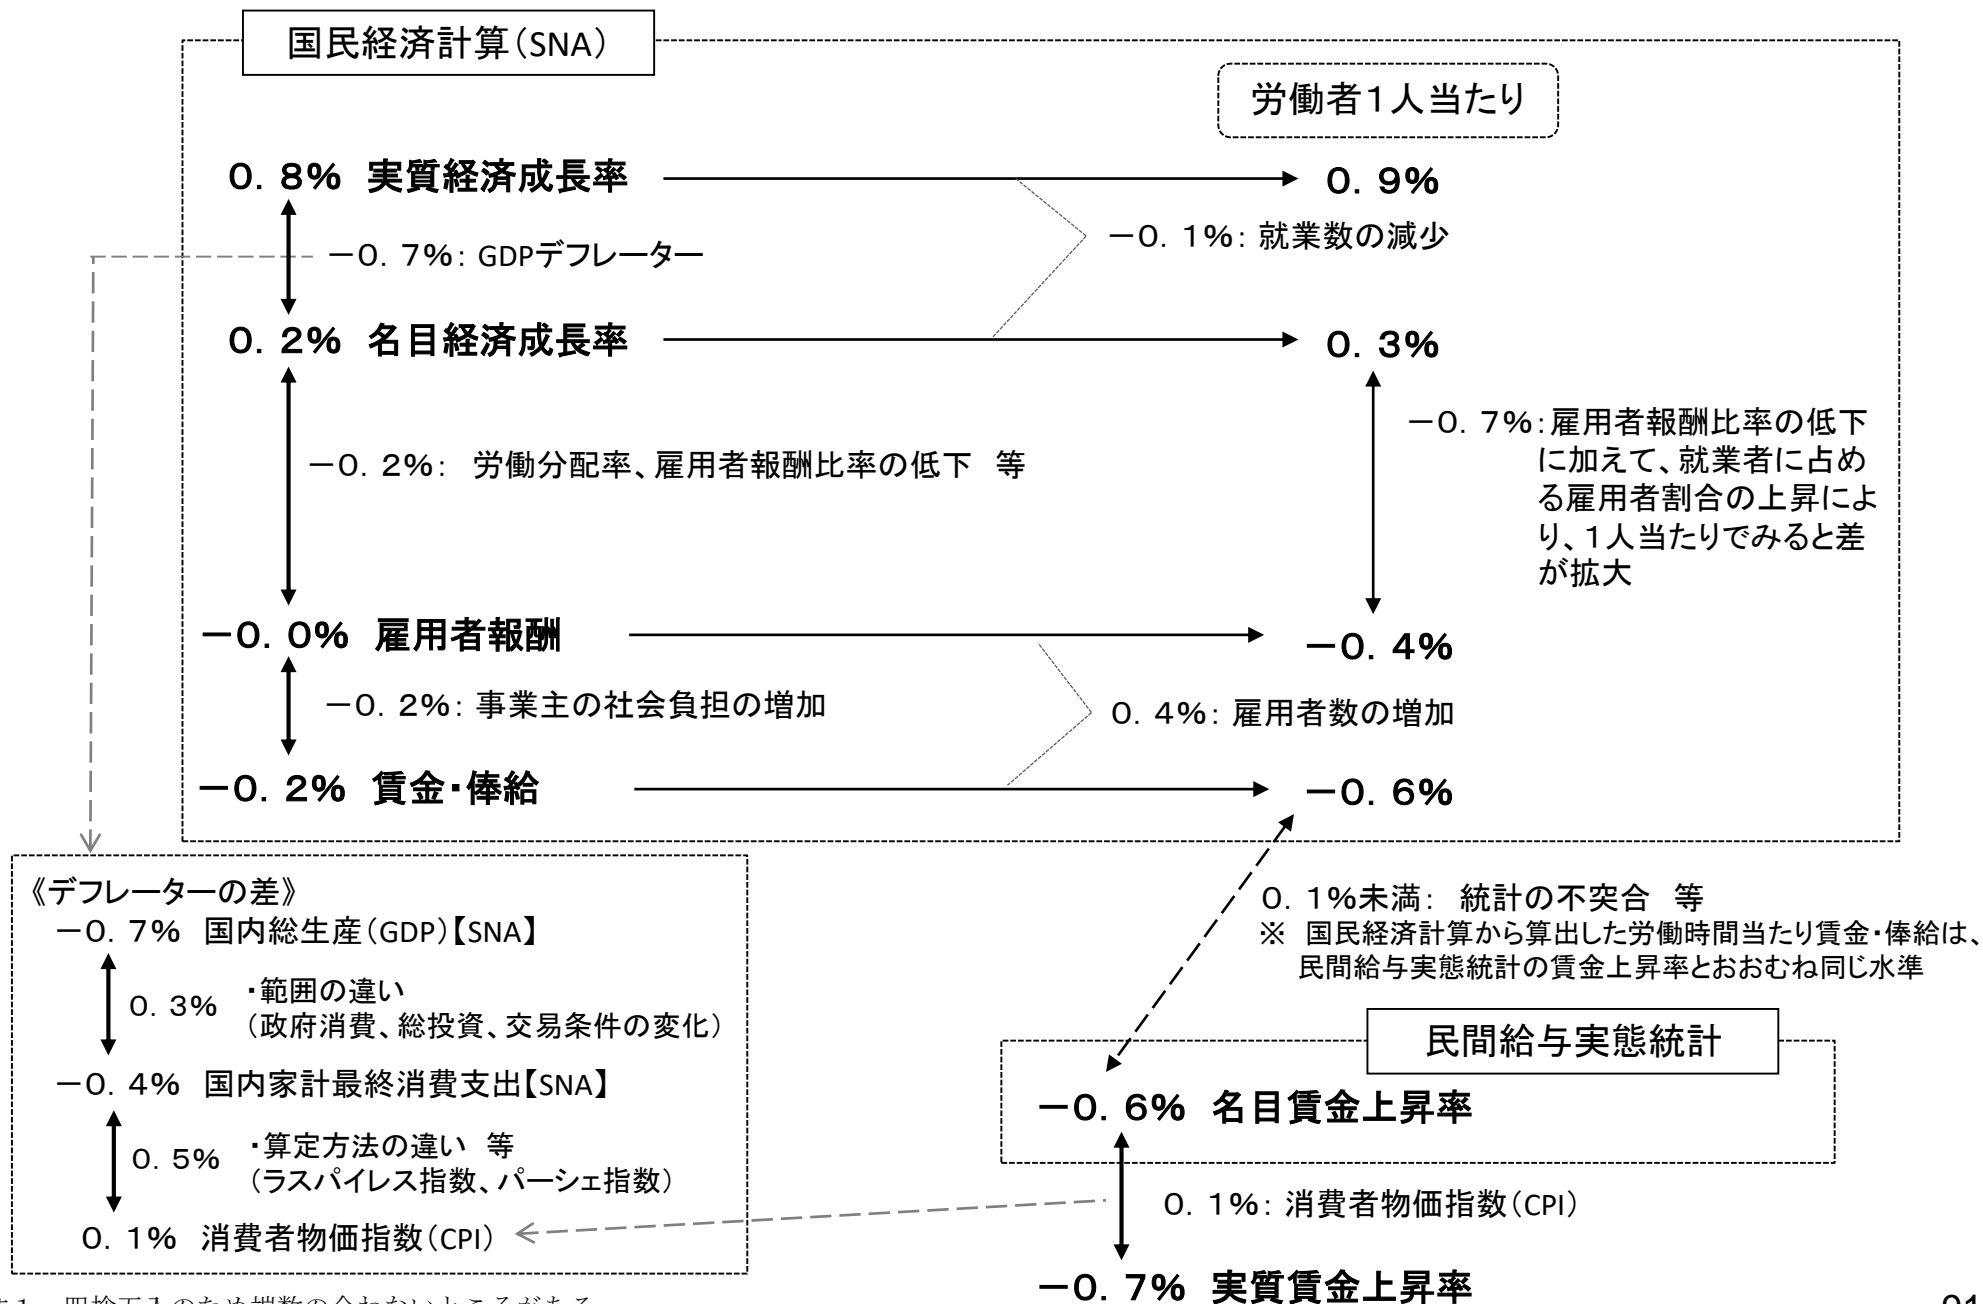 国民経済計算(SNA)
労働者1人当たり
0.8% 実質経済成長率
0.9%
-0.1%:就業数の減少
-0.7%:GDPデフレーター
0.2% 名目経済成長率
0.3%
-0.2%: 労働分配率、雇用者報酬比率の低下 等
-0.7%:雇用者報酬比率の低下
に加えて、就業者に占め
る雇用者割合の上昇によ
り、1人当たりでみると差
が拡大
-0.0% 雇用者報酬
-0.4%
-0.2%:事業主の社会負担の増加
0.4%:雇用者数の増加
-0.2% 賃金・俸給
-0.6%
《デフレーターの差》
-0.7% 国内総生産(GDP)【SNA】
0.3% ・範囲の違い
(政府消費、総投資、交易条件の変化)
-0.4% 国内家計最終消費支出【SNA】
0.5% ・算定方法の違い 等
(ラスパイレス指数、パーシェ指数)
0.1% 消費者物価指数(CPI)
0.1%未満: 統計の不突合 等
※ 国民経済計算から算出した労働時間当たり賃金・俸給は、
民間給与実態統計の賃金上昇率とおおむね同じ水準
民間給与実態統計
-0.6% 名目賃金上昇率
0.1%:消費者物価指数(CPI)
-0.7% 実質賃金上昇率